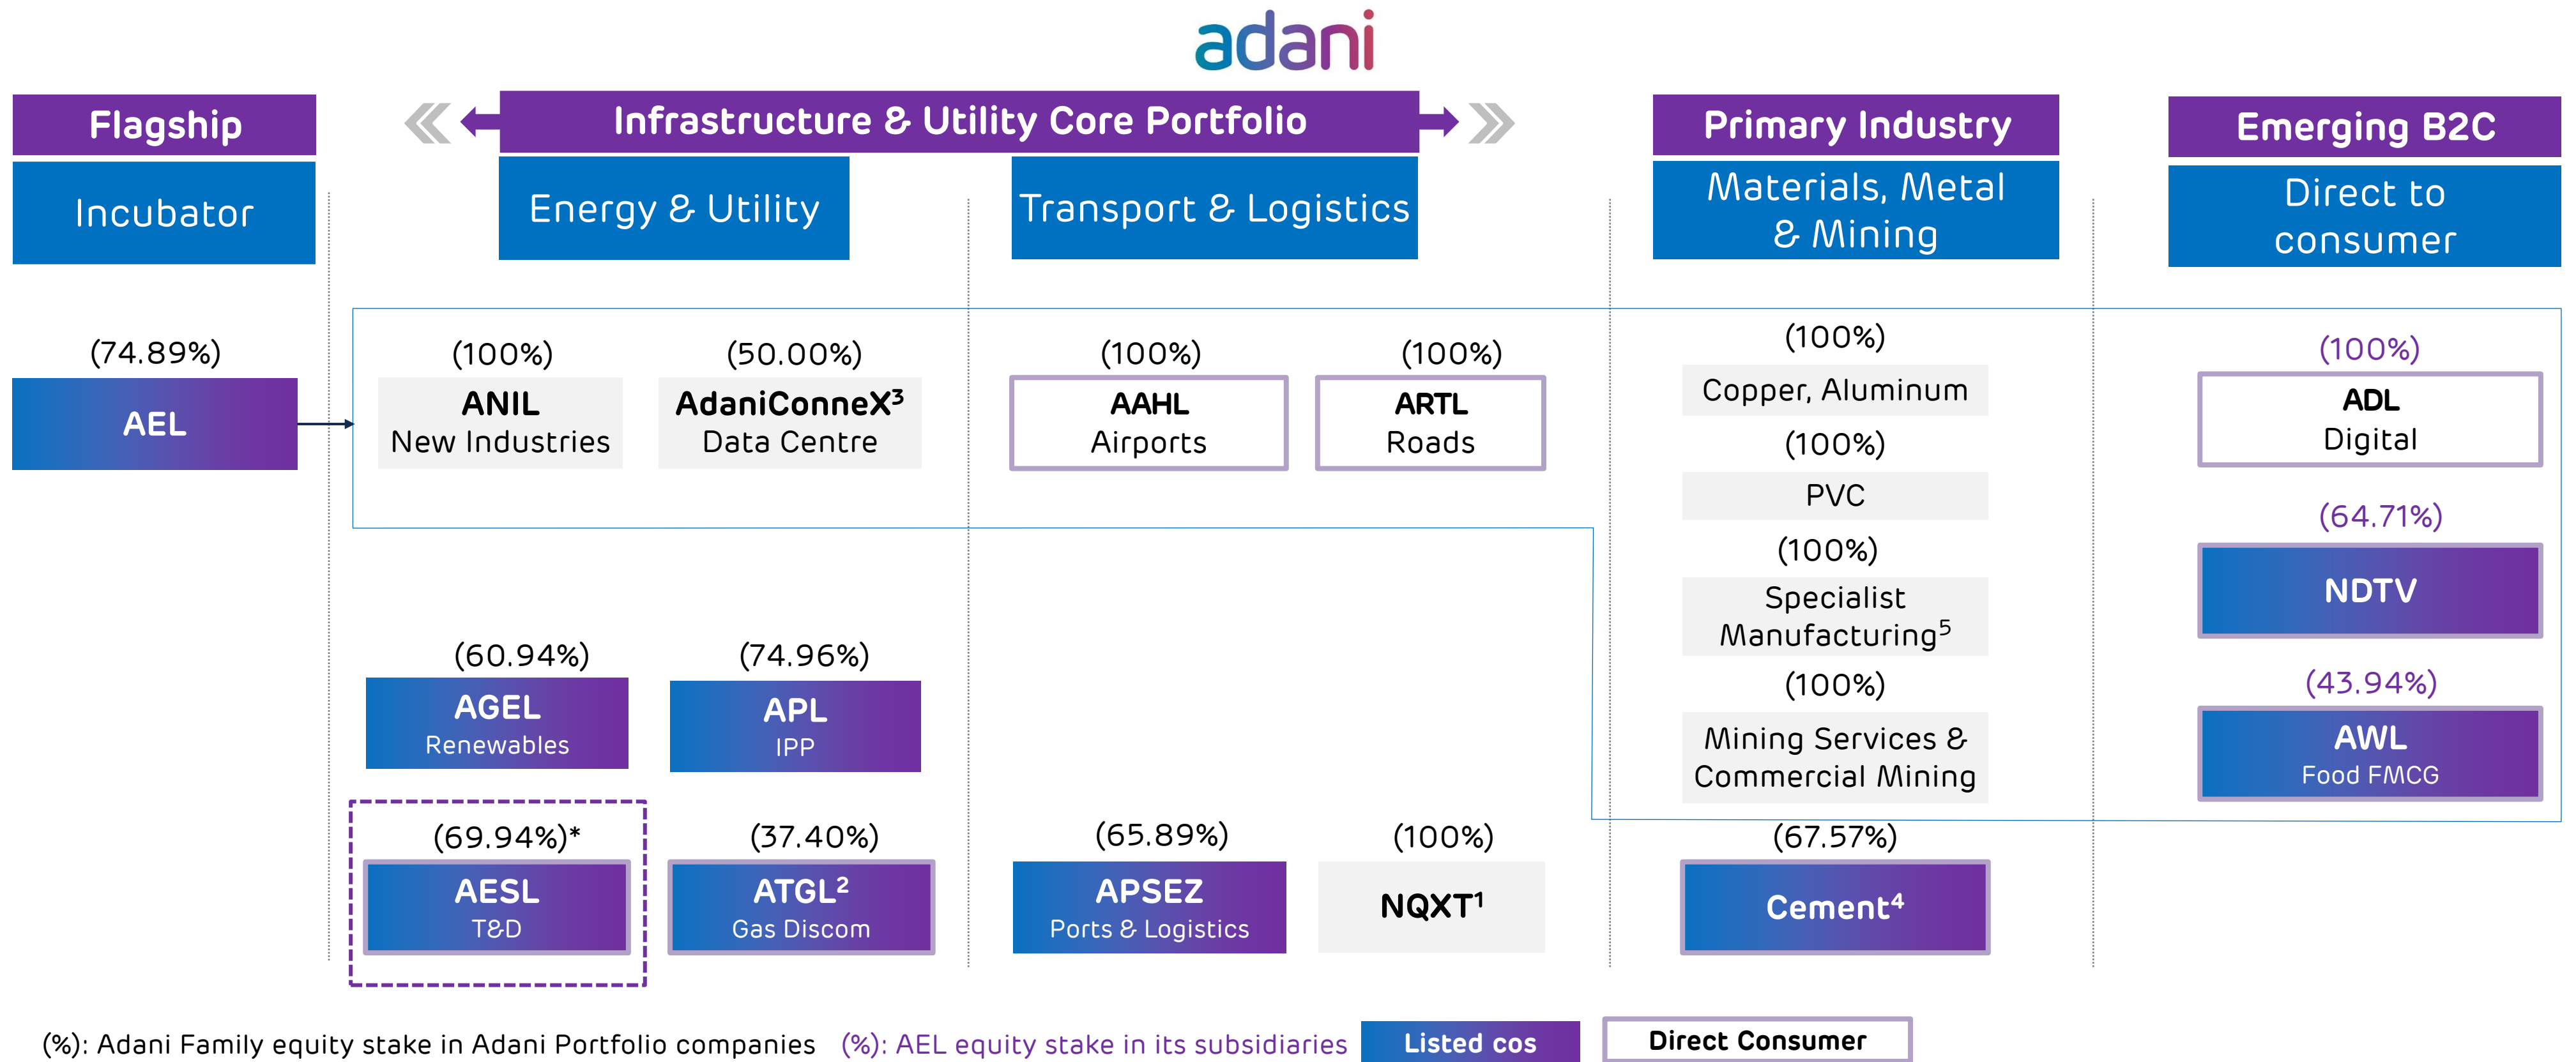 adani
Flagship
Infrastructure & Utility Core Portfolio
Primary Industry
Emerging B2C
Incubator
Energy & Utility
Transport & Logistics
Materials, Metal
& Mining
Direct to
consumer
(74.89%)
AEL
(100%)
ANIL
New Industries
(50.00%)
AdaniConneX³
Data Centre
(100%)
AAHL
Airports
(100%)
ARTL
Roads
(100%)
Copper, Aluminum
(100%)
PVC
(100%)
Specialist
Manufacturing⁵
(100%)
Mining Services &
Commercial Mining
(100%)
ADL
Digital
(64.71%)
NDTV
(43.94%)
AWL
Food FMCG
(60.94%)
AGEL
Renewables
(74.96%)
APL
IPP
(69.94%)*
AESL
T&D
(37.40%)
ATGL²
Gas Discom
(65.89%)
APSEZ
Ports & Logistics
(100%)
NQXT¹
(67.57%)
Cement⁴
(%): Adani Family equity stake in Adani Portfolio companies
(%): AEL equity stake in its subsidiaries
Listed cos
Direct Consumer